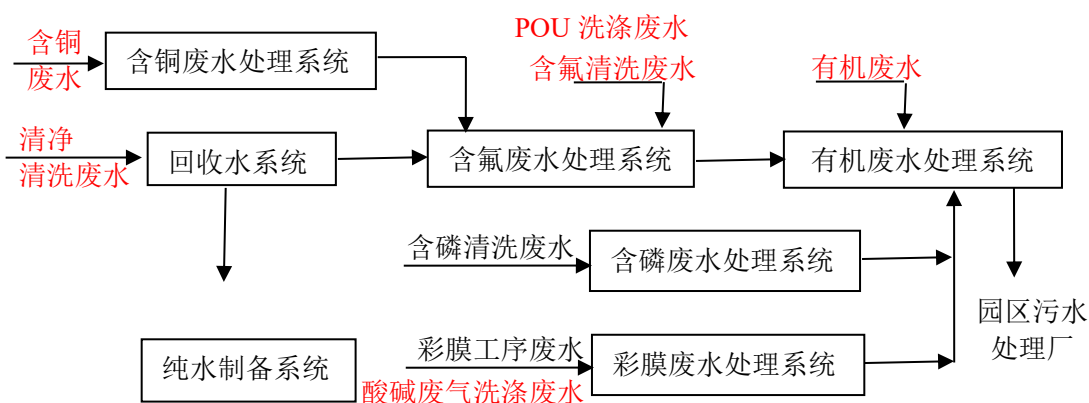 POU 洗涤废水
含铜
废水
含铜废水处理系统
含氟清洗废水
有机废水
清净
清洗废水
回收水系统
含氟废水处理系统
有机废水处理系统
含磷清洗废水
含磷废水处理系统
园区污水
处理厂
纯水制备系统
彩膜工序废水
酸碱废气洗涤废水
彩膜废水处理系统